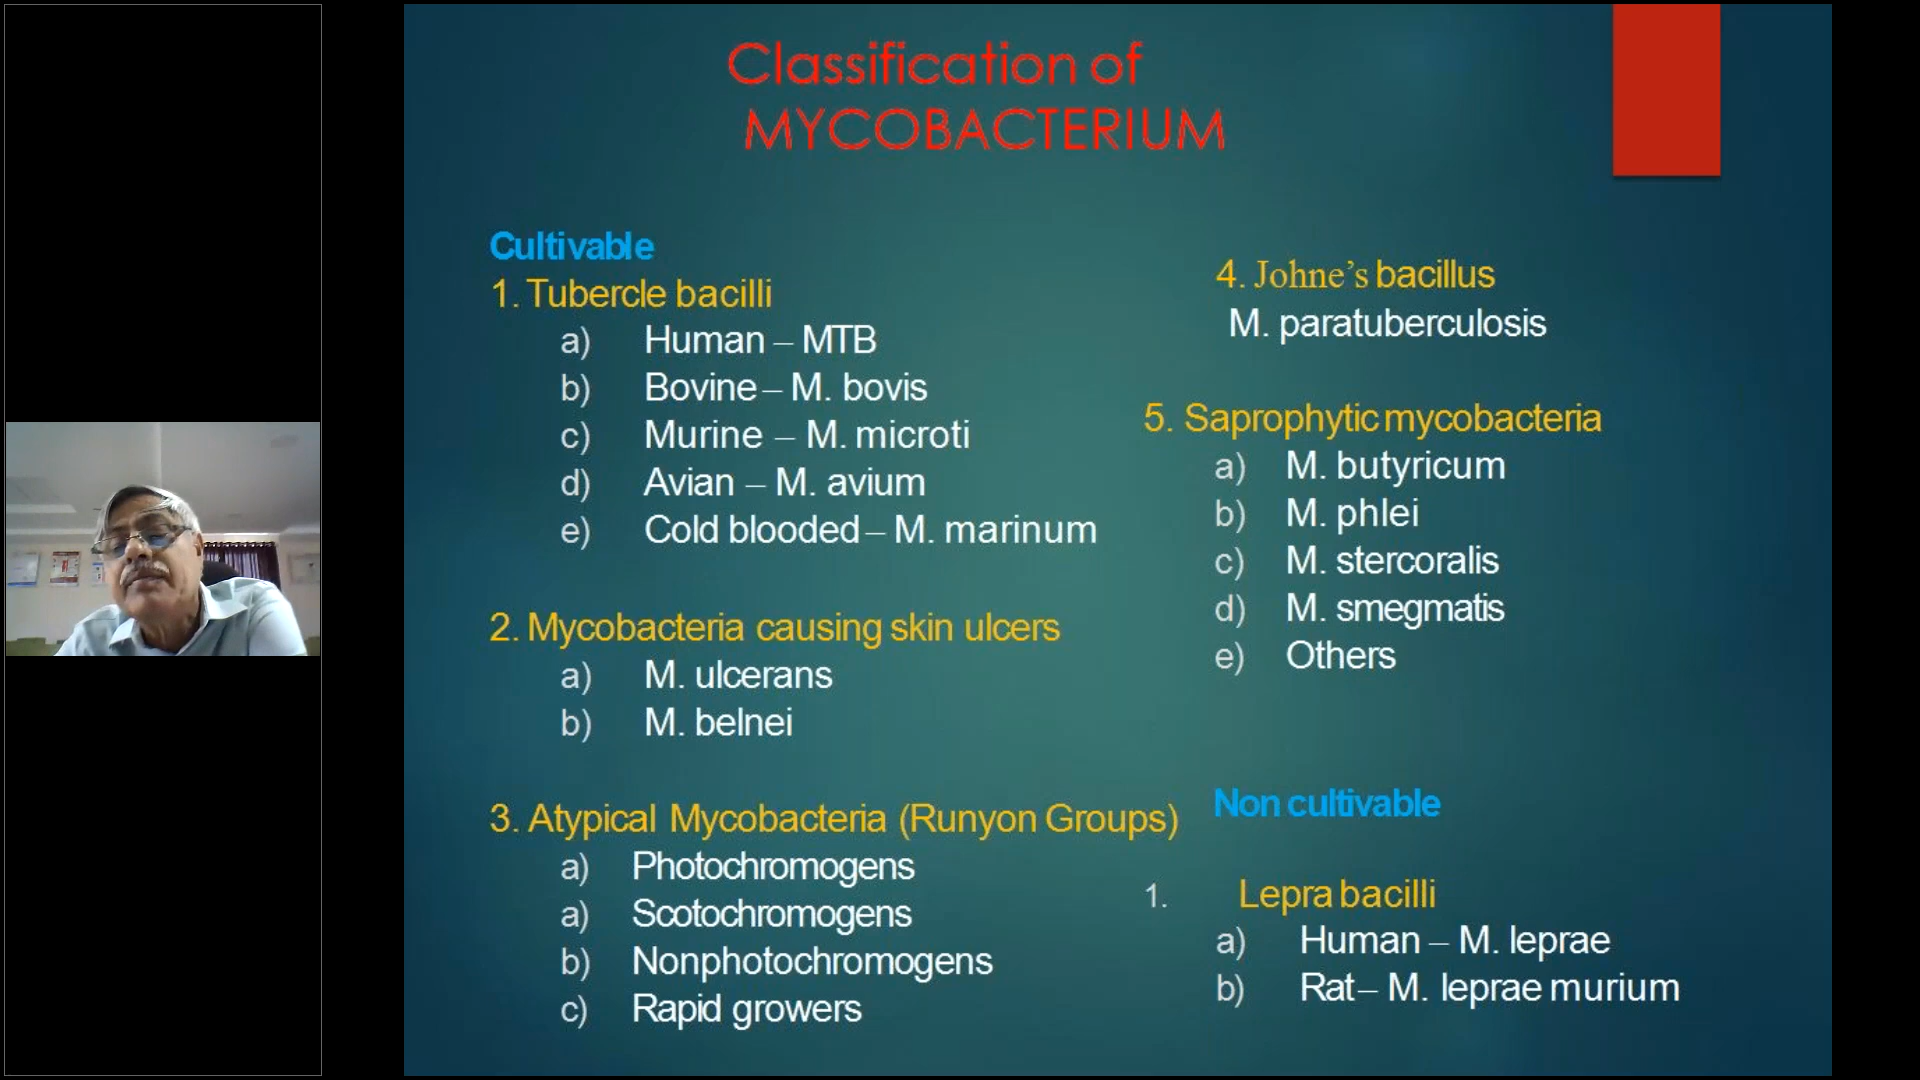 Classification of
MYCOBACTERIUM
Cultivable
1. Tubercle bacilli
a) Human – MTB
b) Bovine – M. bovis
c) Murine – M. microti
d) Avian – M. avium
e) Cold blooded – M. marinum
2. Mycobacteria causing skin ulcers
a) M. ulcerans
b) M. belnei
3. Atypical Mycobacteria (Runyon Groups)
a) Photochromogens
a) Scotochromogens
b) Nonphotochromogens
c) Rapid growers
4. Johne’s bacillus
M. paratuberculosis
5. Saprophytic mycobacteria
a) M. butyricum
b) M. phlei
c) M. stercoralis
d) M. smegmatis
e) Others
Non cultivable
1. Lepra bacilli
a) Human – M. leprae
b) Rat – M. leprae murium